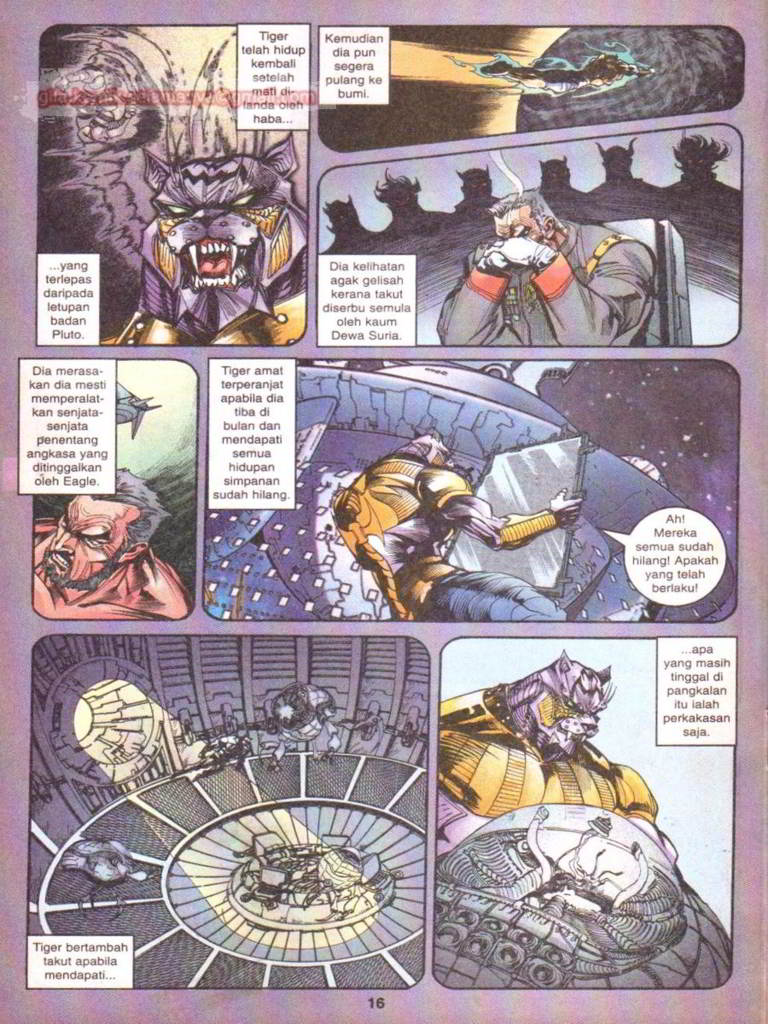 Tiger
telah hidup
kembali
setelah
mati di-
landa oleh
haba...
...yang
terlepas
daripada
letupan
badan
Pluto.
Kemudian
dia pun
segera
pulang ke
bumi.
Dia kelihatan
agak gelisah
kerana takut
diserbu semula
oleh kaum
Dewa Suria.
Dia merasa-
kan dia mesti
memperalat-
kan senjata-
senjata
penentang
angkasa yang
ditinggalkan
oleh Eagle.
Tiger amat
terperanjat
apabila dia
tiba di
bulan dan
mendapati
semua
hidupan
simpanan
sudah hilang.
Ah!
Mereka
semua sudah
hilang! Apakah
yang telah
berlaku!
Tiger bertambah
takut apabila
mendapati...
...apa
yang masih
tinggal di
pangkalan
itu ialah
perkakasan
saja.
16